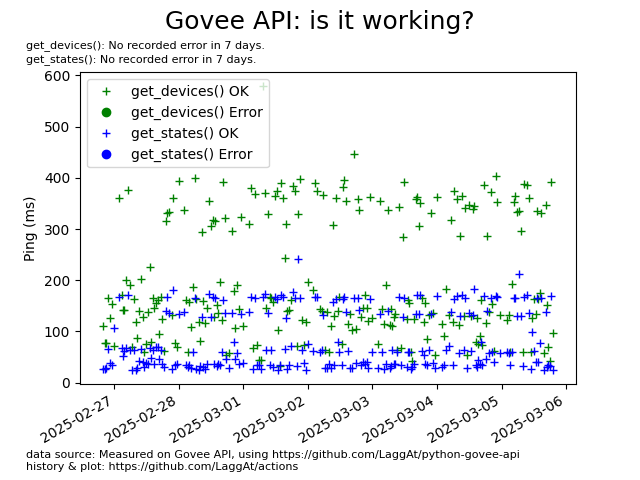 Govee API: is it working?
get_devices(): No recorded error in 7 days.
get_states(): No recorded error in 7 days.
get_devices() OK
get_devices() Error
get_states() OK
get_states() Error
Ping (ms)
600
500
400
300
200
100
0
2025-02-27
2025-02-28
2025-03-01
2025-03-02
2025-03-03
2025-03-04
2025-03-05
2025-03-06
data source: Measured on Govee API, using https://github.com/LaggAt/python-govee-api
history & plot: https://github.com/LaggAt/actions